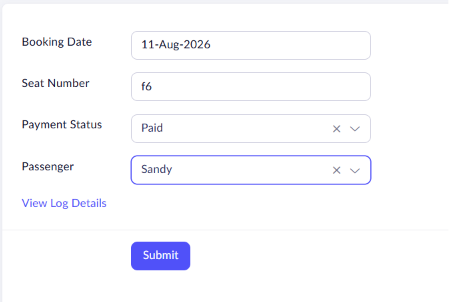 Booking Date
11-Aug-2026
Seat Number
f6
Payment Status
Paid
Passenger
Sandy
View Log Details
Submit